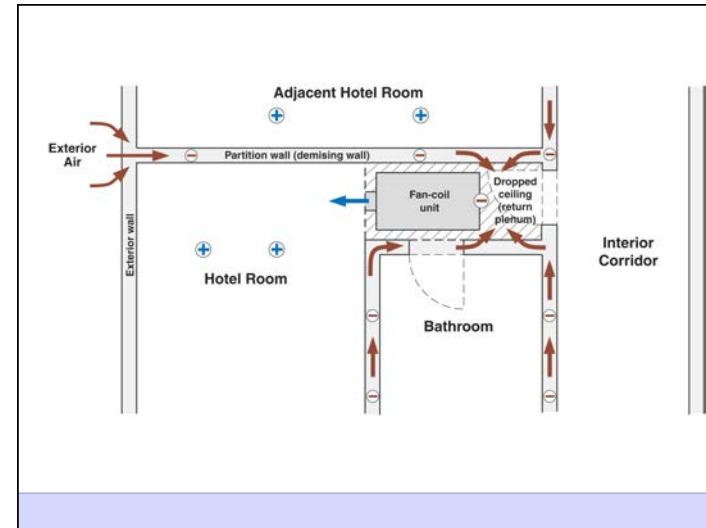 Adjacent Hotel Room
Exterior
Air
Partition wall (demising wall)
Fan-coil
unit
Dropped
ceiling
(return
plenum)
Exterior wall
Hotel Room
Interior
Corridor
Bathroom